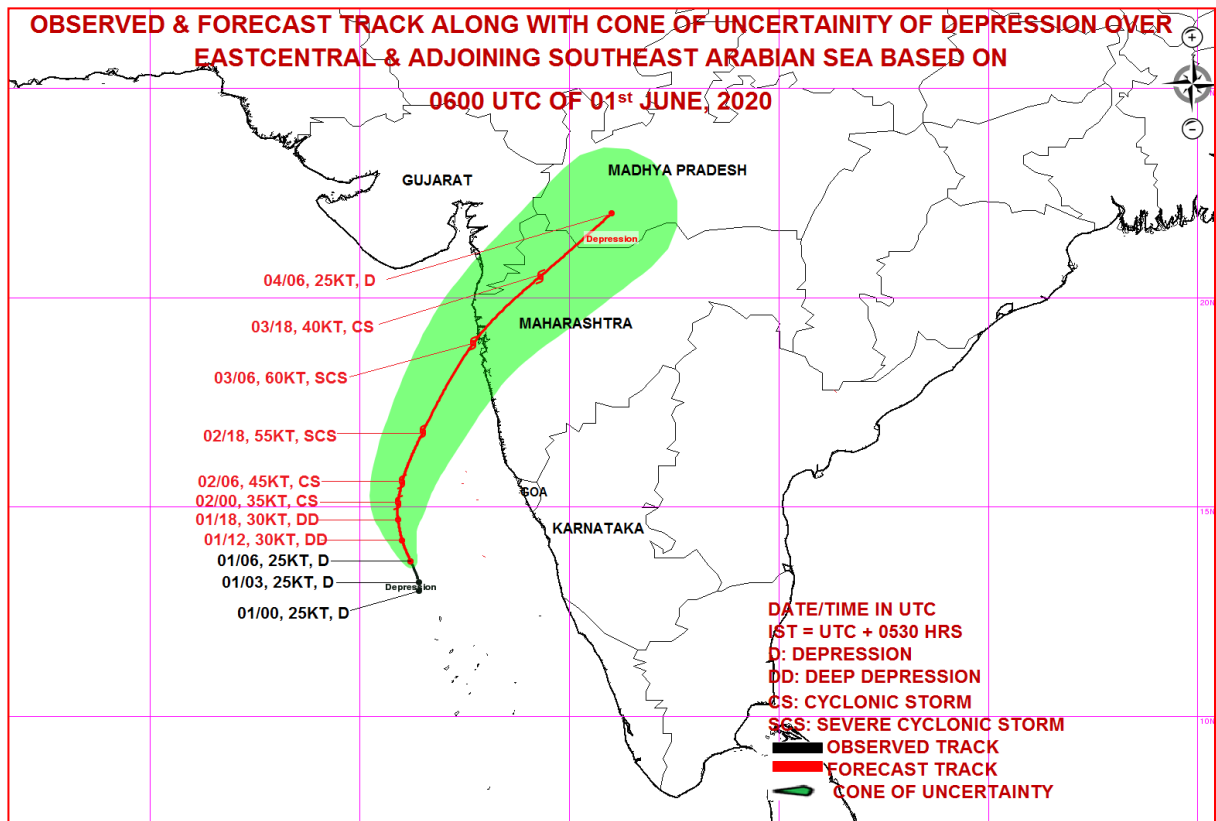 OBSERVED & FORECAST TRACK ALONG WITH CONE OF UNCERTAINITY OF DEPRESSION OVER
EASTCENTRAL & ADJOINING SOUTHEAST ARABIAN SEA BASED ON
0600 UTC OF 01st JUNE, 2020
MADHYA PRADESH
GUJARAT
Depression
04/06, 25KT, D
20N
03/18, 40KT, CS
MAHARASHTRA
03/06, 60KT, SCS
02/18, 55KT, SCS
02/06, 45KT, CS
GOA
02/00, 35KT, CS
15N
01/18, 30KT, DD
KARNATAKA
01/12, 30KT, DD
01/06, 25KT, D
01/03, 25KT, D
Depression
01/00, 25KT, D
DATE/TIME IN UTC
IST = UTC + 0530 HRS
D: DEPRESSION
DD: DEEP DEPRESSION
CS: CYCLONIC STORM
SCS: SEVERE CYCLONIC STORM
10N
OBSERVED TRACK
FORECAST TRACK
CONE OF UNCERTAINTY